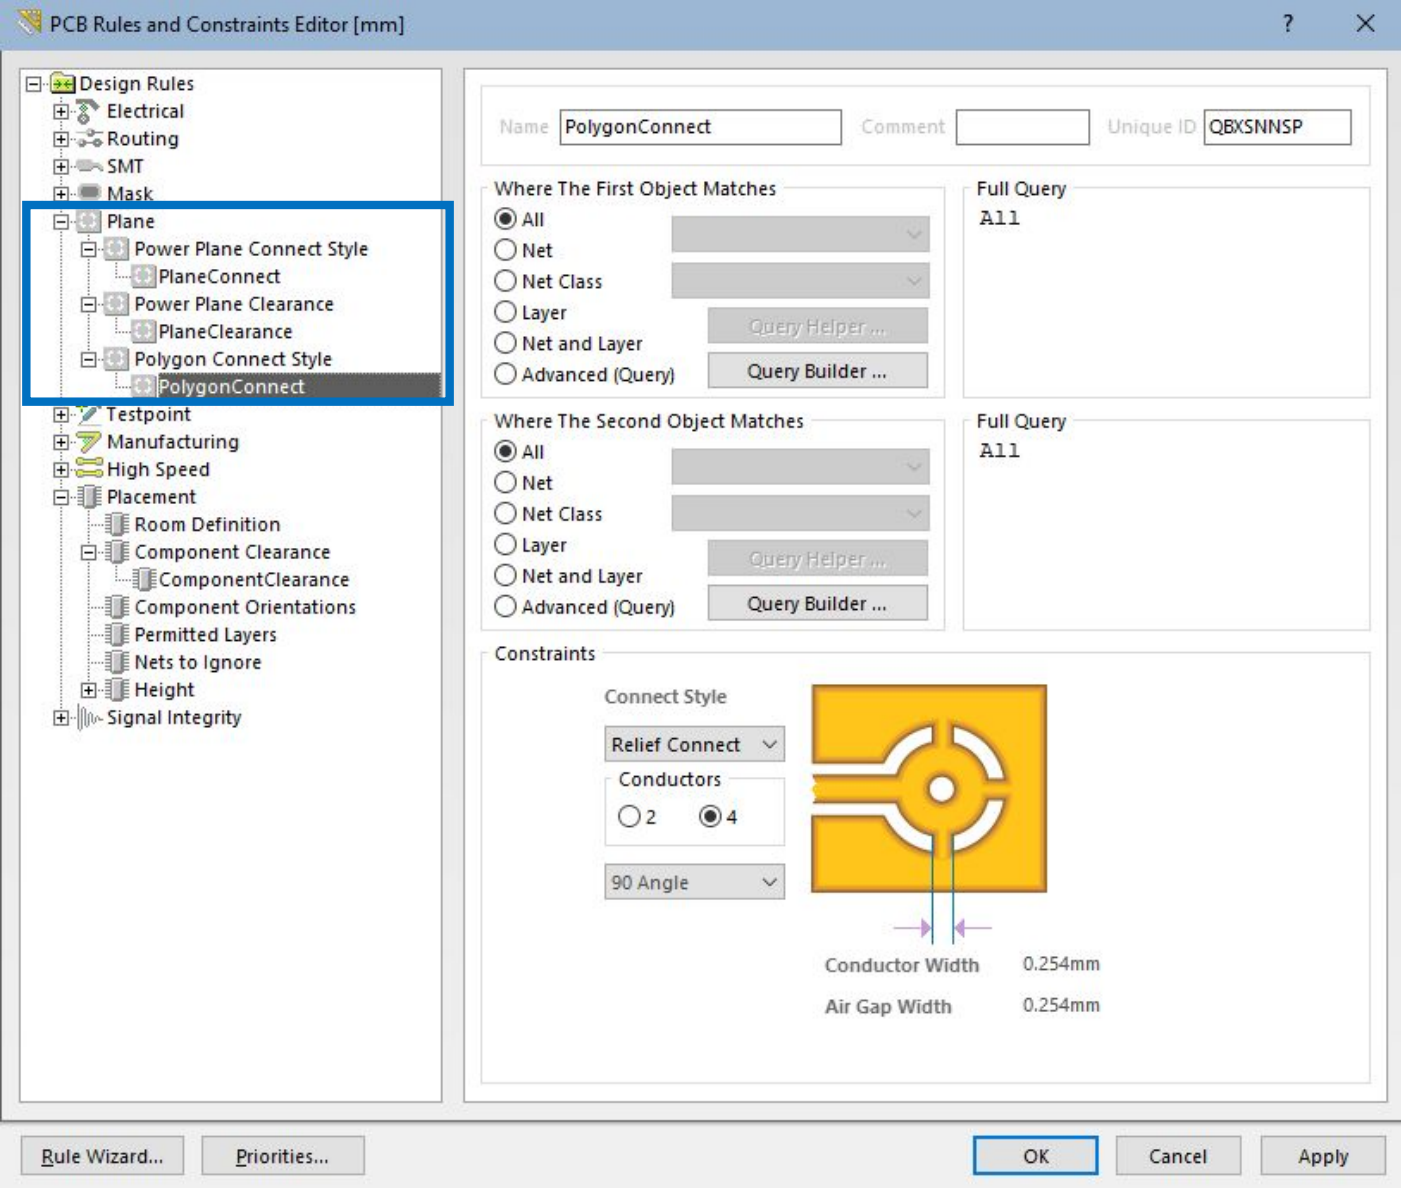 PCB Rules and Constraints Editor [mm]
?
Design Rules
Electrical
Routing
SMT
Mask
Plane
Power Plane Connect Style
PlaneConnect
Power Plane Clearance
PlaneClearance
Polygon Connect Style
PolygonConnect
Testpoint
Manufacturing
High Speed
Placement
Room Definition
Component Clearance
ComponentClearance
Component Orientations
Permitted Layers
Nets to Ignore
Height
Signal Integrity
Name PolygonConnect Comment Unique ID QBXSNNSP
Where The First Object Matches
All
Net
Net Class
Layer
Net and Layer
Advanced (Query)
Query Helper ...
Query Builder ...
Full Query
All
Where The Second Object Matches
All
Net
Net Class
Layer
Net and Layer
Advanced (Query)
Query Helper ...
Query Builder ...
Full Query
All
Constraints
Connect Style
Relief Connect
Conductors
2 4
90 Angle
Conductor Width 0.254mm
Air Gap Width 0.254mm
Rule Wizard... Priorities... OK Cancel Apply